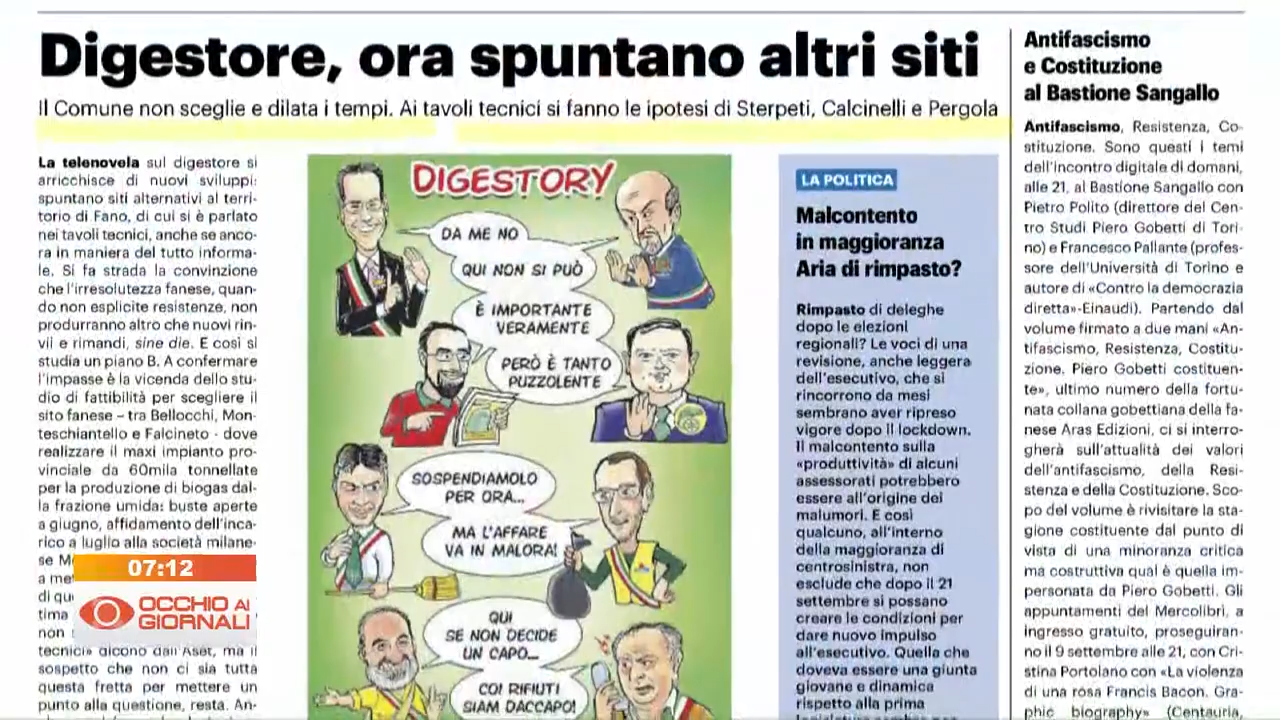 Digestore, ora spuntano altri siti
Il Comune non sceglie e dilata i tempi. Ai tavoli tecnici si fanno le ipotesi di Sterpeti, Calcinelli e Pergola
La telenovela sul digestore si
arricchisce di nuovi sviluppi:
spuntano siti alternativi al terri-
torio di Fano, di cui si è parlato
nei tavoli tecnici, anche se anco-
ra in maniera del tutto informa-
le. Si fa strada la convinzione
che l'irresolutezza fanese, quan-
do non esplicite resistenze, non
produrranno altro che nuovi rin-
vii e rimandi, sine die. E così si
studia un piano B. A confermare
l'impasse è la vicenda dello stu-
dio di fattibilità per scegliere il
sito fanese – tra Bellocchi, Mon-
teschiantello e Falcineto - dove
realizzare il maxi impianto pro-
vinciale da 60mila tonnellate
per la produzione di biogas dal-
la frazione umida: buste aperte
a giugno, affidamento dell'inca-
rico a luglio alla società milane-
se
di
tima
non
tecnici» dicono dall'Aset, ma il
sospetto che non ci sia tutta
questa fretta per mettere un
punto alla questione, resta. An-
07:12
OCCHIO AI
GIORNALI
DIGESTORY
DA ME NO
QUI NON SI PUÒ
È IMPORTANTE
VERAMENTE
PERÒ È TANTO
PUZZOLENTE
SOSPENDIAMOLO
PER ORA...
MA L'AFFARE
VA IN MALORA!
QUI
SE NON DECIDE
UN CAPO...
COI RIFIUTI
SIAM DACCAPO!
LA POLITICA
Malcontento
in maggioranza
Aria di rimpasto?
Rimpasto di deleghe
dopo le elezioni
regionali? Le voci di una
revisione, anche leggera
dell'esecutivo, che si
rincorrono da mesi
sembrano aver ripreso
vigore dopo il lockdown.
Il malcontento sulla
«produttività» di alcuni
assessorati potrebbero
essere all'origine dei
malumori. E così
qualcuno, all'interno
della maggioranza di
centrosinistra, non
esclude che dopo il 21
settembre si possano
creare le condizioni per
dare nuovo impulso
all'esecutivo. Quella che
doveva essere una giunta
giovane e dinamica
rispetto alla prima
Antifascismo
e Costituzione
al Bastione Sangallo
Antifascismo, Resistenza, Co-
stituzione. Sono questi i temi
dell'incontro digitale di domani,
alle 21, al Bastione Sangallo con
Pietro Polito (direttore del Cen-
tro Studi Piero Gobetti di Tori-
no) e Francesco Pallante (profes-
sore dell'Università di Torino e
autore di «Contro la democrazia
diretta»-Einaudi). Partendo dal
volume firmato a due mani «An-
tifascismo, Resistenza, Costitu-
zione. Piero Gobetti costituen-
te», ultimo numero della fortu-
nata collana gobettiana della fa-
nese Aras Edizioni, ci si interro-
gherà sull'attualità dei valori
dell'antifascismo, della Resi-
stenza e della Costituzione. Sco-
po del volume è rivisitare la sta-
gione costituente dal punto di
vista di una minoranza critica
ma costruttiva qual è quella im-
personata da Piero Gobetti. Gli
appuntamenti del Mercolibri, a
ingresso gratuito, proseguiran-
no il 9 settembre alle 21, con Cri-
stina Portolano con «La violenza
di una rosa Francis Bacon. Gra-
phic biography» (Centauria,